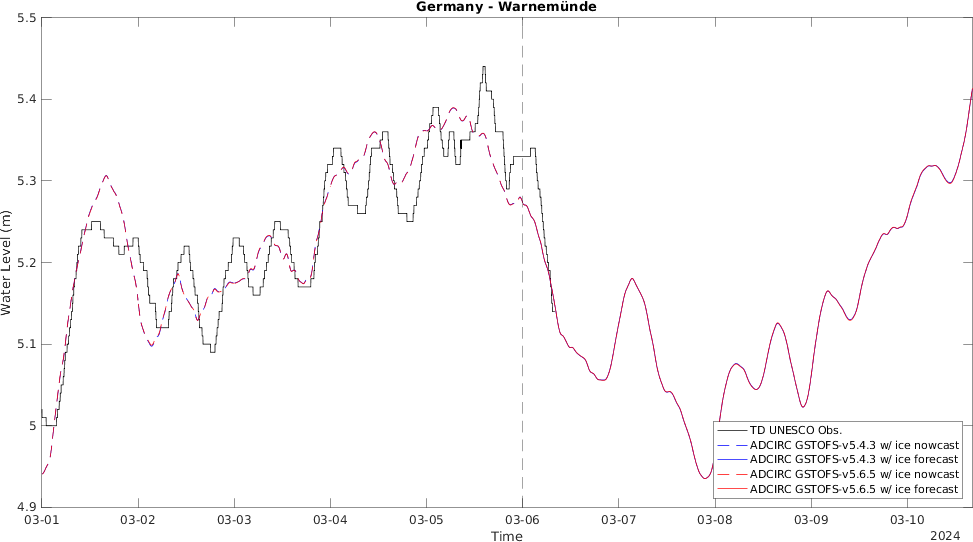 Germany - Warnemünde
5.5
5.4
5.3
5.2
5.1
5
4.9
Water Level (m)
03-01 03-02 03-03 03-04 03-05 03-06 03-07 03-08 03-09 03-10
Time
2024
TD UNESCO Obs.
ADCIRC GSTOFS-v5.4.3 w/ ice nowcast
ADCIRC GSTOFS-v5.4.3 w/ ice forecast
ADCIRC GSTOFS-v5.6.5 w/ ice nowcast
ADCIRC GSTOFS-v5.6.5 w/ ice forecast